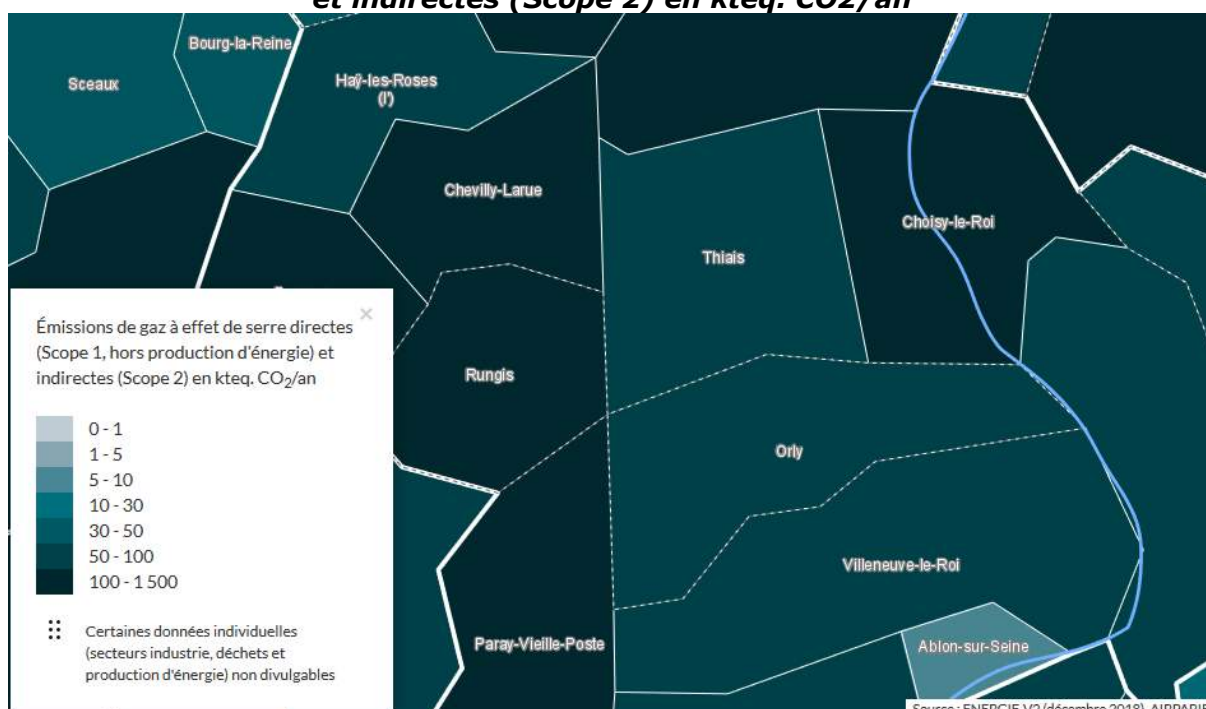 et indirectes (Scope 2) en kteq. CO2/an
Bourg-la-Reine
Sceaux
Haÿ-les-Roses
(l')
Chevilly-Larue
Choisy-le-Roi
Thiais
Émissions de gaz à effet de serre directes
(Scope 1, hors production d'énergie) et
indirectes (Scope 2) en kteq. CO2/an
×
Rungis
0 - 1
1 - 5
5 - 10
10 - 30
30 - 50
50 - 100
100 - 1 500
Orly
Villeneuve-le-Roi
Certaines données individuelles
(secteurs industrie, déchets et
production d'énergie) non divulgables
Paray-Vieille-Poste
Ablon-sur-Seine
Source : ENERGIE V2 (décembre 2018), AIRPARIF